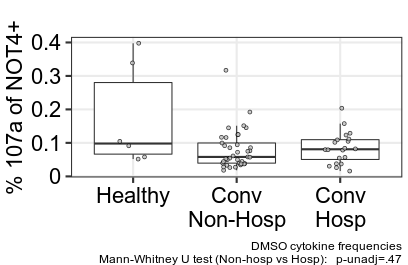 % 107a of NOT4+
0.4
0.3
0.2
0.1
0
Healthy
Conv
Non-Hosp
Conv
Hosp
DMSO cytokine frequencies
Mann-Whitney U test (Non-hosp vs Hosp): p-unadj=.47